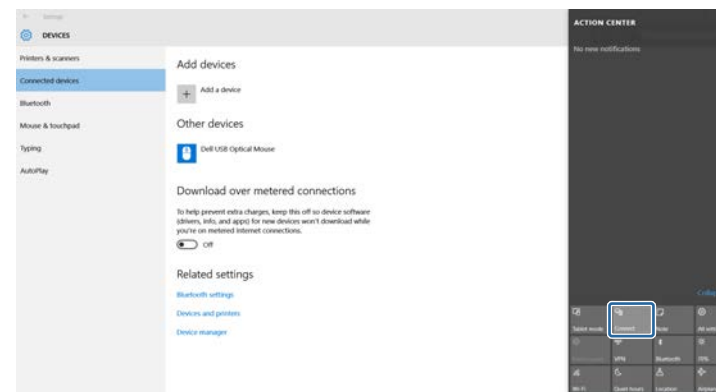 Settings
DEVICES
Printers & scanners
Connected devices
Bluetooth
Mouse & touchpad
Typing
AutoPlay
Add devices
Add a device
Other devices
Dell USB Optical Mouse
Download over metered connections
To help prevent extra charges, keep this off so device software
(drivers, info, and apps) for new devices won't download while
you're on metered Internet connections.
Off
Related settings
Bluetooth settings
Devices and printers
Device manager
ACTION CENTER
No new notifications
Tablet mode
Connect
Note
All
VPN
Bluetooth
70%
Wi-Fi
Quiet hours
Location